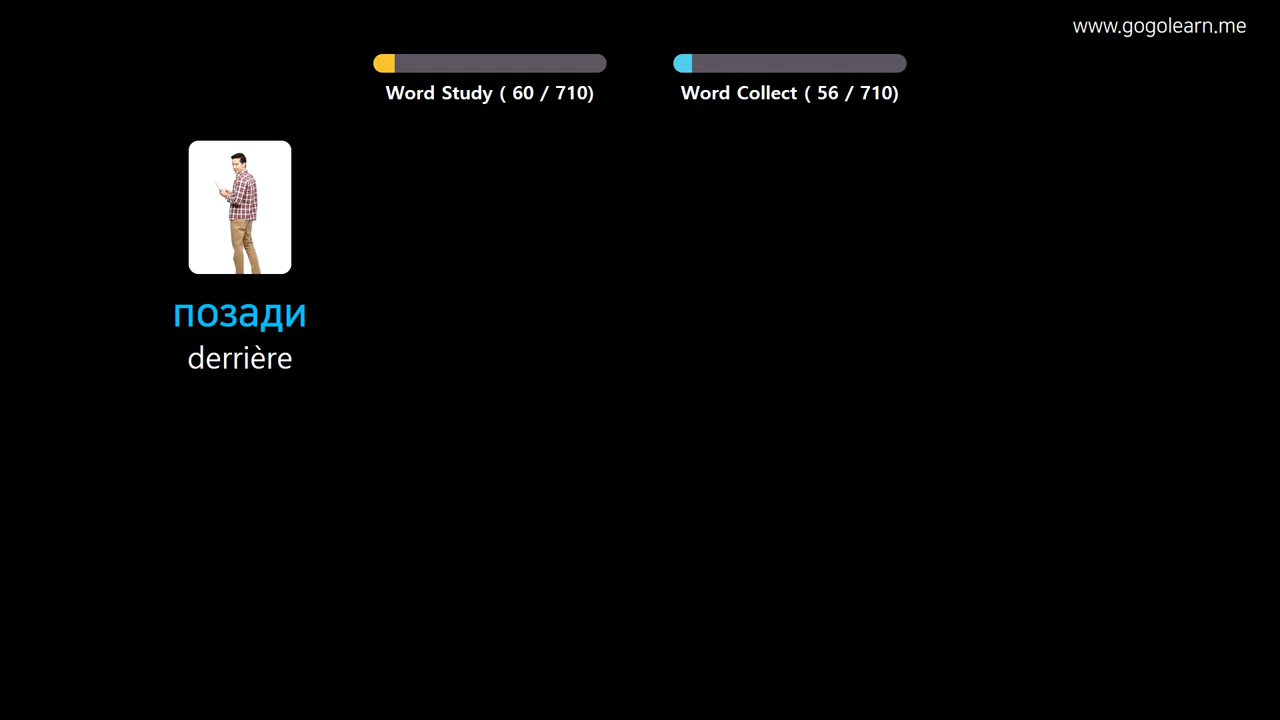 www.gogolearn.me
Word Study ( 60 / 710)
Word Collect ( 56 / 710)
позади
derrière